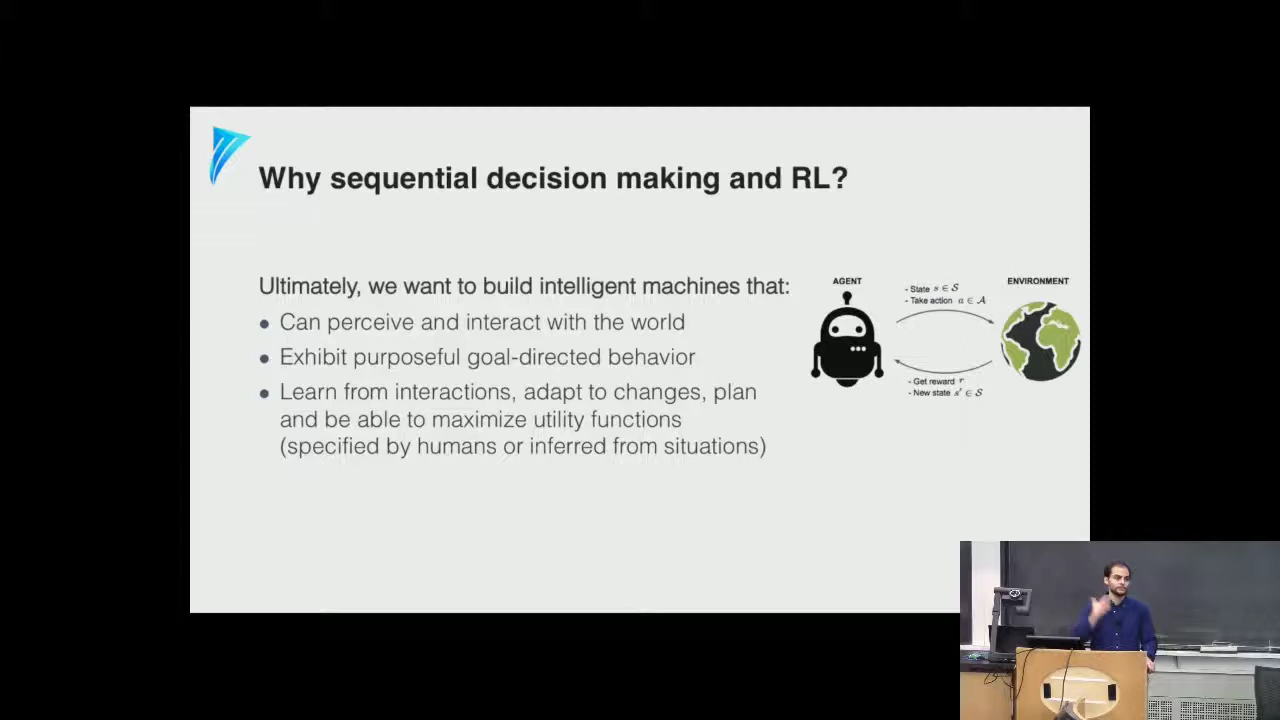 Why sequential decision making and RL?
Ultimately, we want to build intelligent machines that:
• Can perceive and interact with the world
• Exhibit purposeful goal-directed behavior
• Learn from interactions, adapt to changes, plan
and be able to maximize utility functions
(specified by humans or inferred from situations)
AGENT
- State s ∈ 𝒮
- Take action a ∈ 𝒜
ENVIRONMENT
- Get reward r
- New state s' ∈ 𝒮